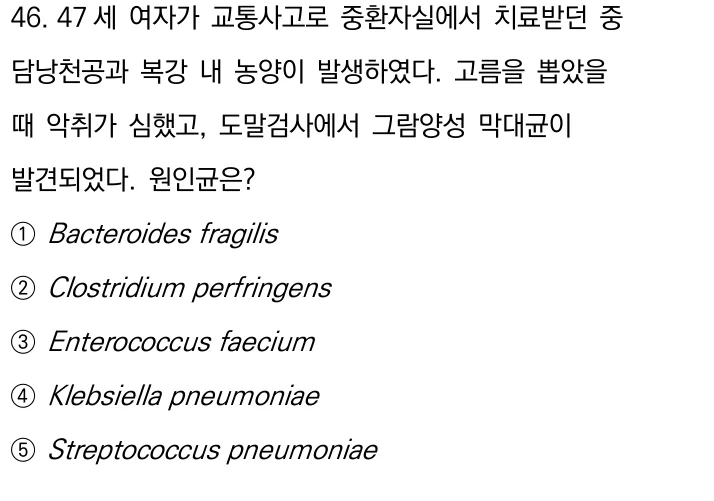 46. 47세 여자가 교통사고로 중환자실에서 치료받던 중
담낭천공과 복강 내 농양이 발생하였다. 고름을 뽑았을
때 악취가 심했고, 도말검사에서 그람양성 막대균이
발견되었다. 원인균은?
① Bacteroides fragilis
② Clostridium perfringens
③ Enterococcus faecium
④ Klebsiella pneumoniae
⑤ Streptococcus pneumoniae